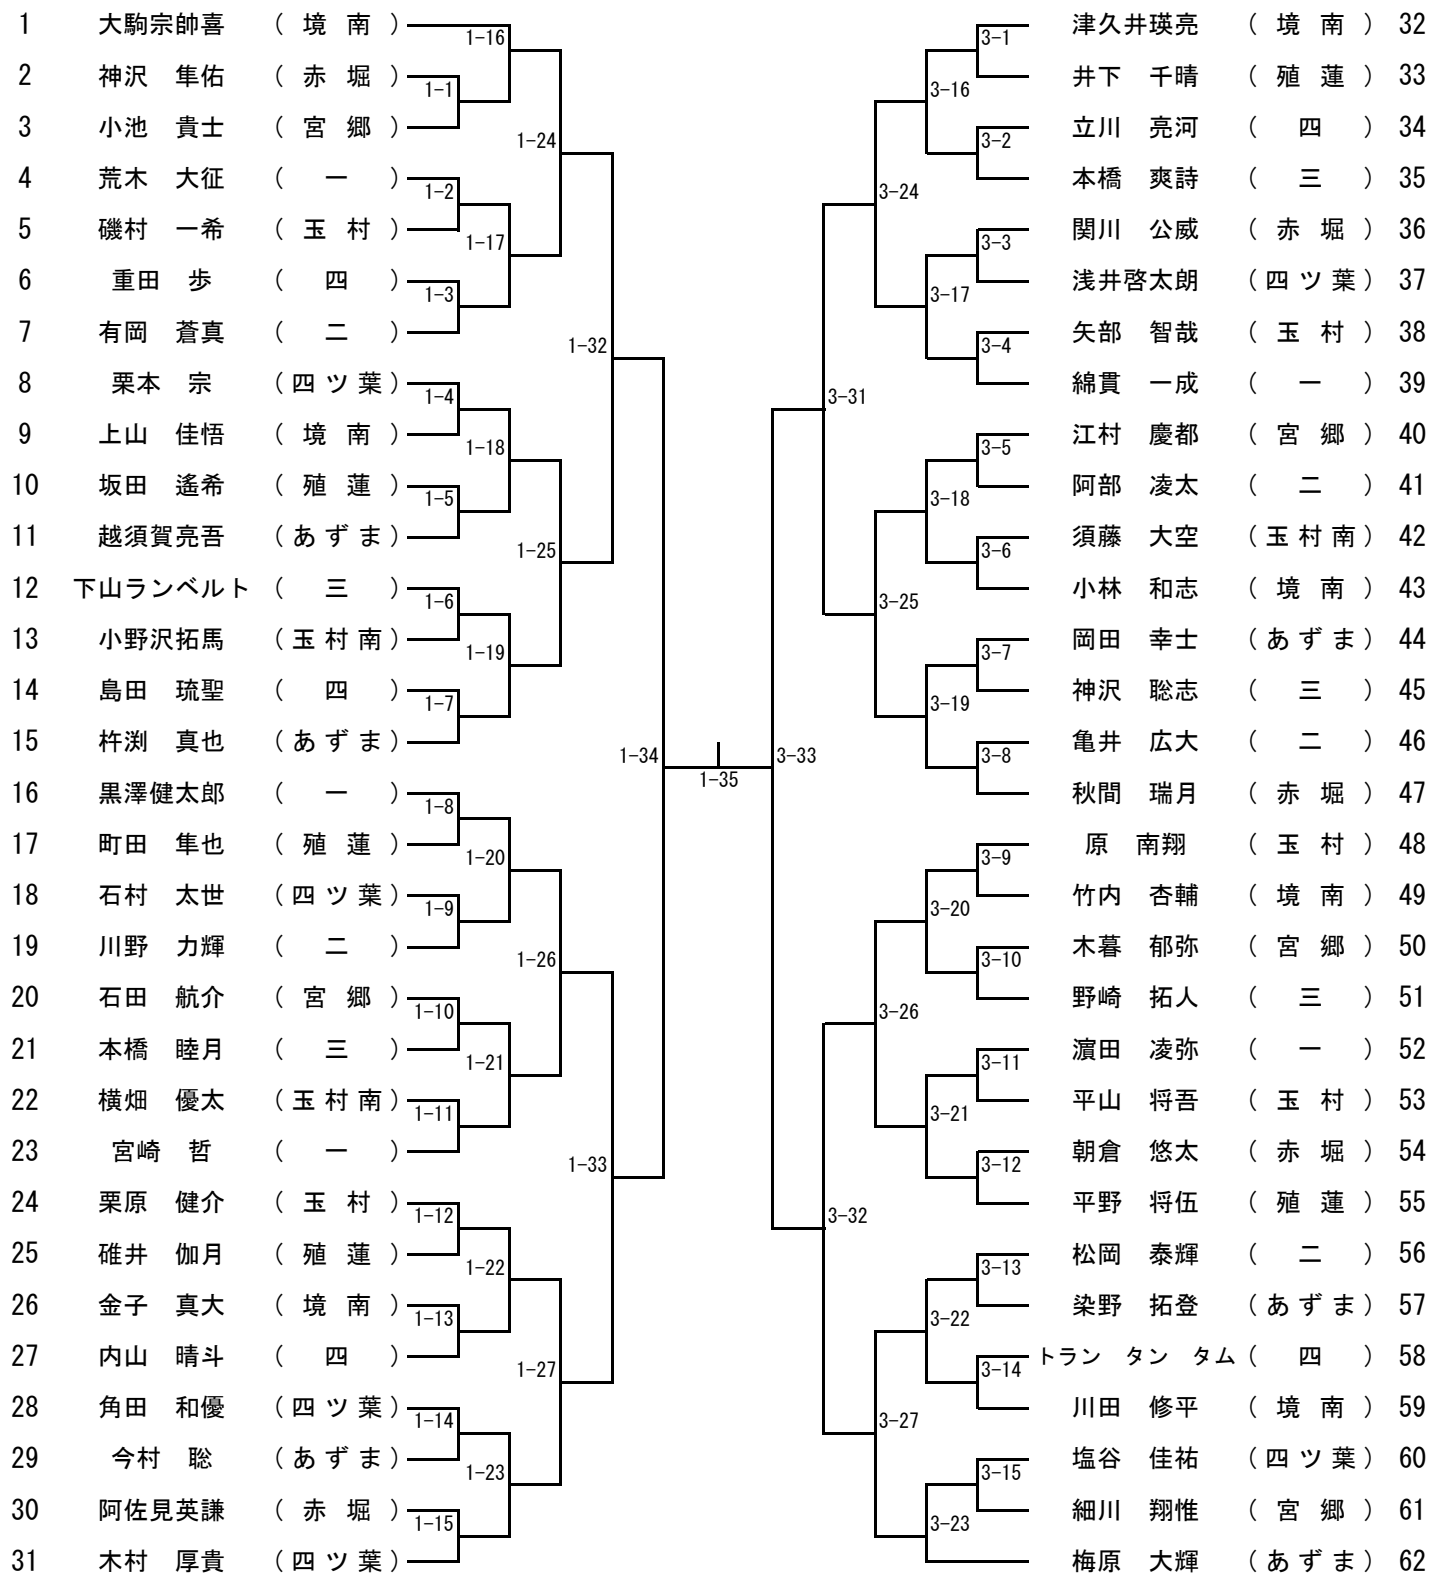 1 大駒宗帥喜 ( 境 南 )
2 神沢 隼佑 ( 赤 堀 )
3 小池 貴士 ( 宮 郷 )
4 荒木 大征 ( 一 )
5 磯村 一希 ( 玉 村 )
6 重田 歩 ( 四 )
7 有岡 蒼真 ( 二 )
8 栗本 宗 (四 ツ 葉)
9 上山 佳悟 ( 境 南 )
10 坂田 遙希 ( 殖 蓮 )
11 越須賀亮吾 (あ ず ま)
12 下山ランベルト ( 三 )
13 小野沢拓馬 (玉 村 南)
14 島田 琉聖 ( 四 )
15 杵渕 真也 (あ ず ま)
16 黒澤健太郎 ( 一 )
17 町田 隼也 ( 殖 蓮 )
18 石村 太世 (四 ツ 葉)
19 川野 力輝 ( 二 )
20 石田 航介 ( 宮 郷 )
21 本橋 睦月 ( 三 )
22 横畑 優太 (玉 村 南)
23 宮崎 哲 ( 一 )
24 栗原 健介 ( 玉 村 )
25 碓井 伽月 ( 殖 蓮 )
26 金子 真大 ( 境 南 )
27 内山 晴斗 ( 四 )
28 角田 和優 (四 ツ 葉)
29 今村 聡 (あ ず ま)
30 阿佐見英謙 ( 赤 堀 )
31 木村 厚貴 (四 ツ 葉)
1-16
1-1
1-24
1-2
1-17
1-3
1-32
1-4
1-18
1-5
1-25
1-6
1-19
1-7
1-34
1-35
1-8
1-20
1-9
1-26
1-10
1-21
1-11
1-33
1-12
1-22
1-13
1-27
1-14
1-23
1-15
3-1
3-16
3-2
3-24
3-3
3-17
3-4
3-31
3-5
3-18
3-6
3-25
3-7
3-19
3-8
3-33
3-9
3-20
3-10
3-26
3-11
3-21
3-12
3-32
3-13
3-22
3-14
3-27
3-15
3-23
津久井瑛亮 ( 境 南 ) 32
井下 千晴 ( 殖 蓮 ) 33
立川 亮河 ( 四 ) 34
本橋 爽詩 ( 三 ) 35
関川 公威 ( 赤 堀 ) 36
浅井啓太朗 (四 ツ 葉) 37
矢部 智哉 ( 玉 村 ) 38
綿貫 一成 ( 一 ) 39
江村 慶都 ( 宮 郷 ) 40
阿部 凌太 ( 二 ) 41
須藤 大空 (玉 村 南) 42
小林 和志 ( 境 南 ) 43
岡田 幸士 (あ ず ま) 44
神沢 聡志 ( 三 ) 45
亀井 広大 ( 二 ) 46
秋間 瑞月 ( 赤 堀 ) 47
原 南翔 ( 玉 村 ) 48
竹内 杏輔 ( 境 南 ) 49
木暮 郁弥 ( 宮 郷 ) 50
野崎 拓人 ( 三 ) 51
濵田 凌弥 ( 一 ) 52
平山 将吾 ( 玉 村 ) 53
朝倉 悠太 ( 赤 堀 ) 54
平野 将伍 ( 殖 蓮 ) 55
松岡 泰輝 ( 二 ) 56
染野 拓登 (あ ず ま) 57
トラン タン タム ( 四 ) 58
川田 修平 ( 境 南 ) 59
塩谷 佳祐 (四 ツ 葉) 60
細川 翔惟 ( 宮 郷 ) 61
梅原 大輝 (あ ず ま) 62